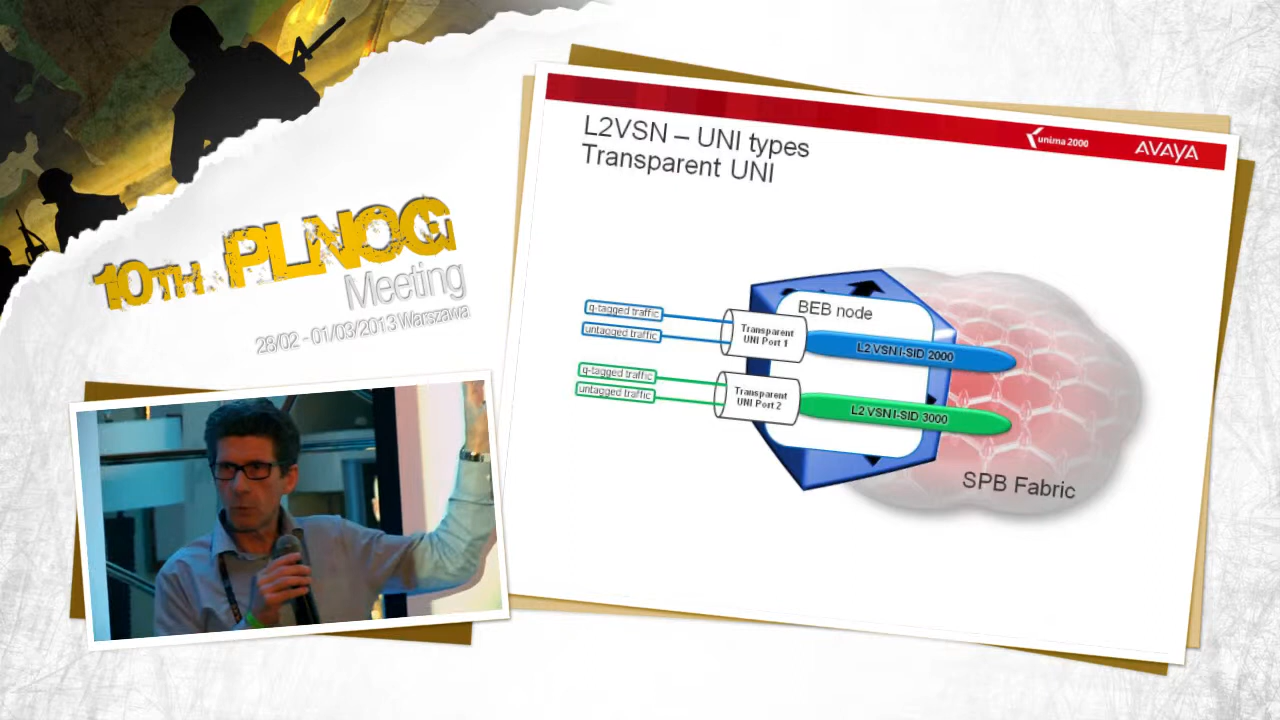 10TH. PLNOG
Meeting
28/02 - 01/03/2013 Warszawa
L2VSN – UNI types
Transparent UNI
unima 2000
AVAYA
BEB node
q-tagged traffic
untagged traffic
Transparent
UNI Port 1
L2 VSN I-SID 2000
q-tagged traffic
untagged traffic
Transparent
UNI Port 2
L2 VSN I-SID 3000
SPB Fabric